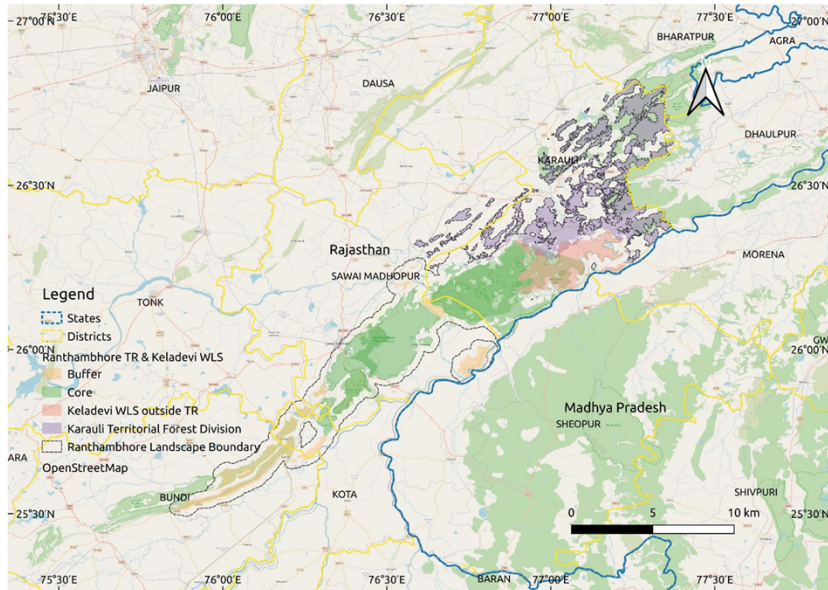 75°30'E 76°00'E 76°30'E 77°00'E 77°30'E
27°00'N 27°00'N
BHARATPUR
AGRA
JAIPUR
DAUSA
DHAULPUR
KARAULI
26°30'N 26°30'N
Rajasthan
MORENA
SAWAI MADHOPUR
Legend
TONK
States
Districts
26°00'N 26°00'N
Ranthambhore TR & Keladevi WLS
GW
Buffer
Core
Keladevi WLS outside TR
Madhya Pradesh
Karauli Territorial Forest Division
SHEOPUR
Ranthambhore Landscape Boundary
ARA
OpenStreetMap
BUNDI
KOTA
SHIVPURI
0 5 10 km
25°30'N 25°30'N
BARAN
75°30'E 76°00'E 76°30'E 77°00'E 77°30'E